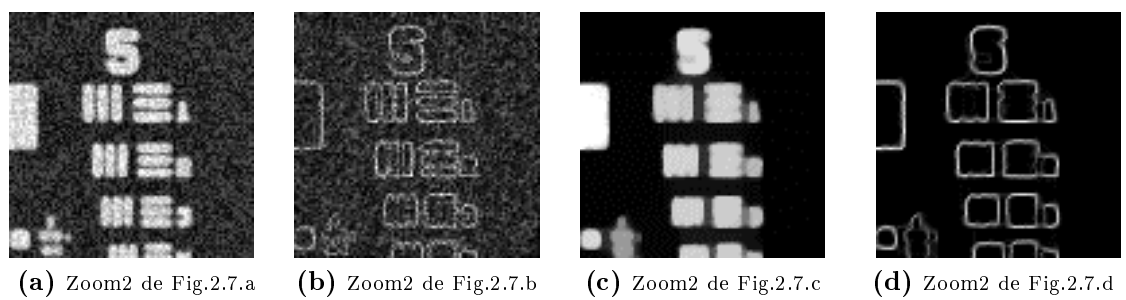 5
(a) Zoom2 de Fig.2.7.a
(b) Zoom2 de Fig.2.7.b
(c) Zoom2 de Fig.2.7.c
(d) Zoom2 de Fig.2.7.d